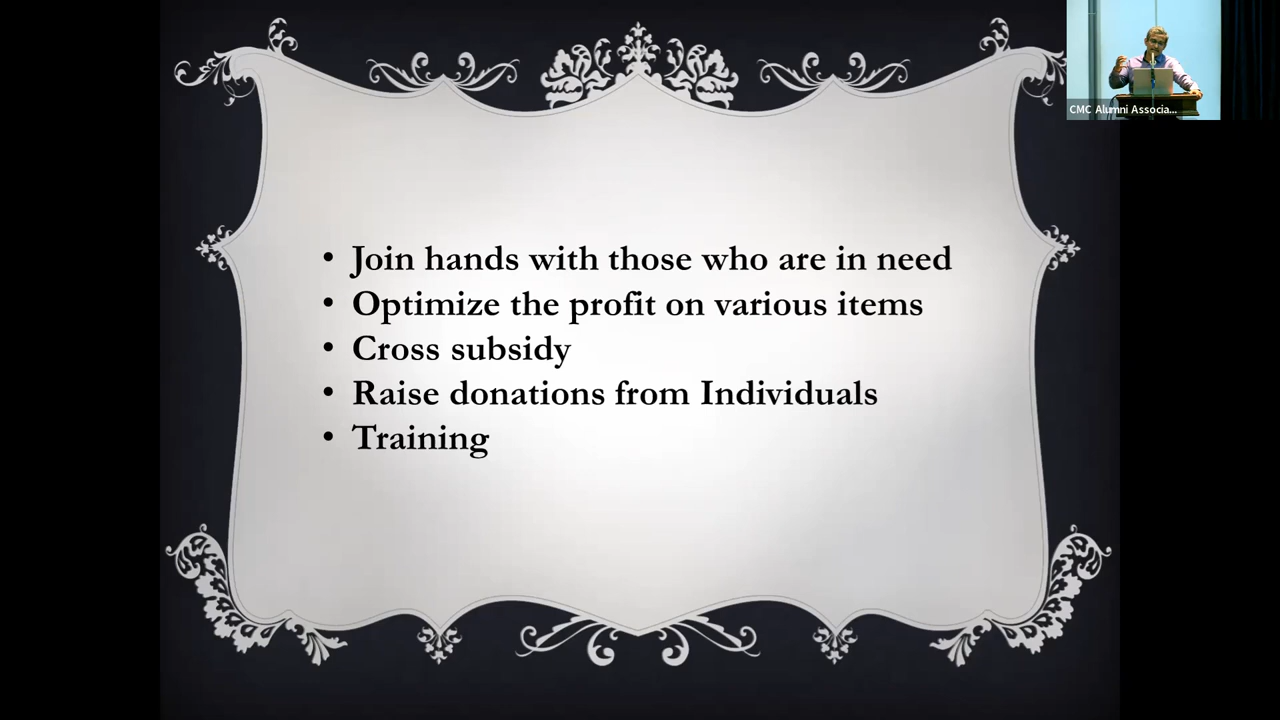 • Join hands with those who are in need
• Optimize the profit on various items
• Cross subsidy
• Raise donations from Individuals
• Training
CMC Alumni Associa...